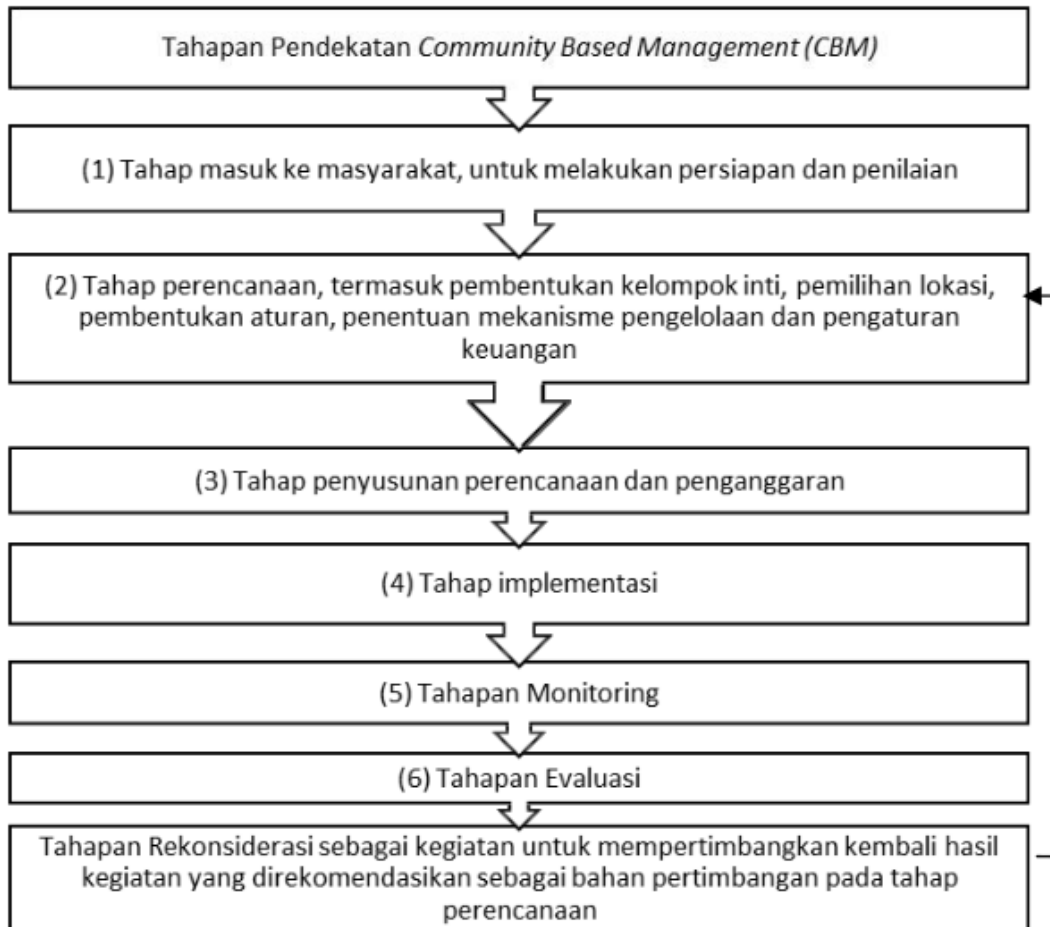 Tahapan Pendekatan Community Based Management (CBM)
(1) Tahap masuk ke masyarakat, untuk melakukan persiapan dan penilaian
(2) Tahap perencanaan, termasuk pembentukan kelompok inti, pemilihan lokasi,
pembentukan aturan, penentuan mekanisme pengelolaan dan pengaturan
keuangan
(3) Tahap penyusunan perencanaan dan penganggaran
(4) Tahap implementasi
(5) Tahapan Monitoring
(6) Tahapan Evaluasi
Tahapan Rekonsiderasi sebagai kegiatan untuk mempertimbangkan kembali hasil
kegiatan yang direkomendasikan sebagai bahan pertimbangan pada tahap
perencanaan